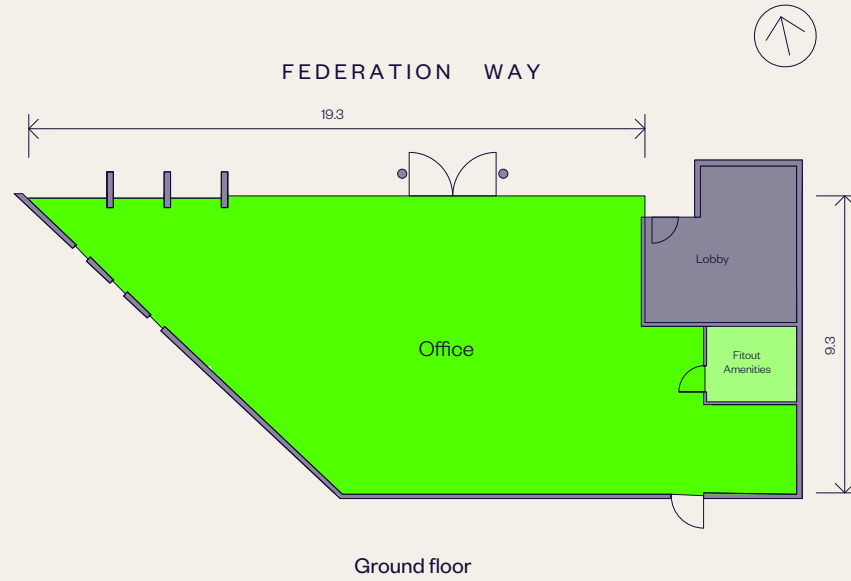 FEDERATION WAY
19.3
Lobby
9.3
Office
Fitout
Amenities
Ground floor